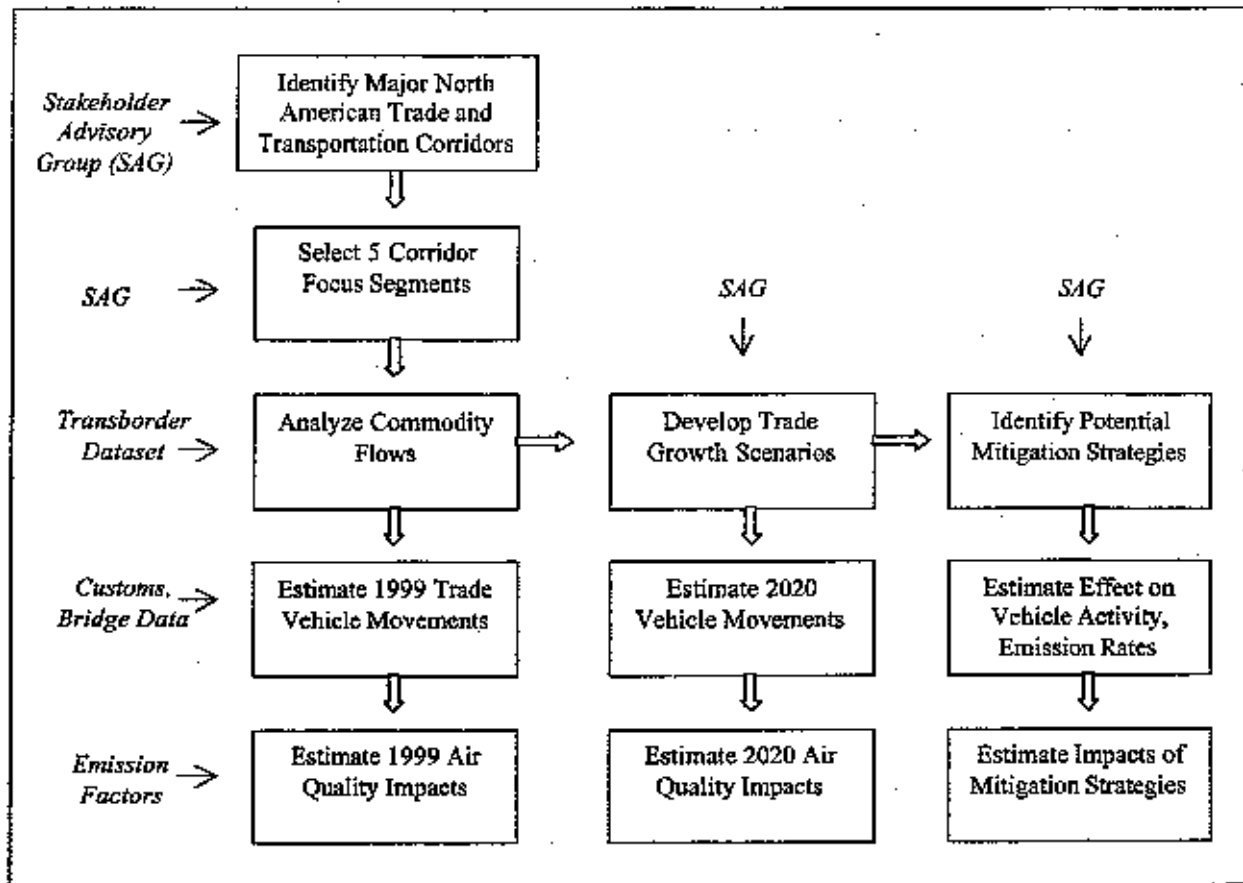 Stakeholder
Advisory
Group (SAG)
Identify Major North
American Trade and
Transportation Corridors
SAG
Select 5 Corridor
Focus Segments
SAG
SAG
Transborder
Dataset
Analyze Commodity
Flows
Develop Trade
Growth Scenarios
Identify Potential
Mitigation Strategies
Customs,
Bridge Data
Estimate 1999 Trade
Vehicle Movements
Estimate 2020
Vehicle Movements
Estimate Effect on
Vehicle Activity,
Emission Rates
Emission
Factors
Estimate 1999 Air
Quality Impacts
Estimate 2020 Air
Quality Impacts
Estimate Impacts of
Mitigation Strategies